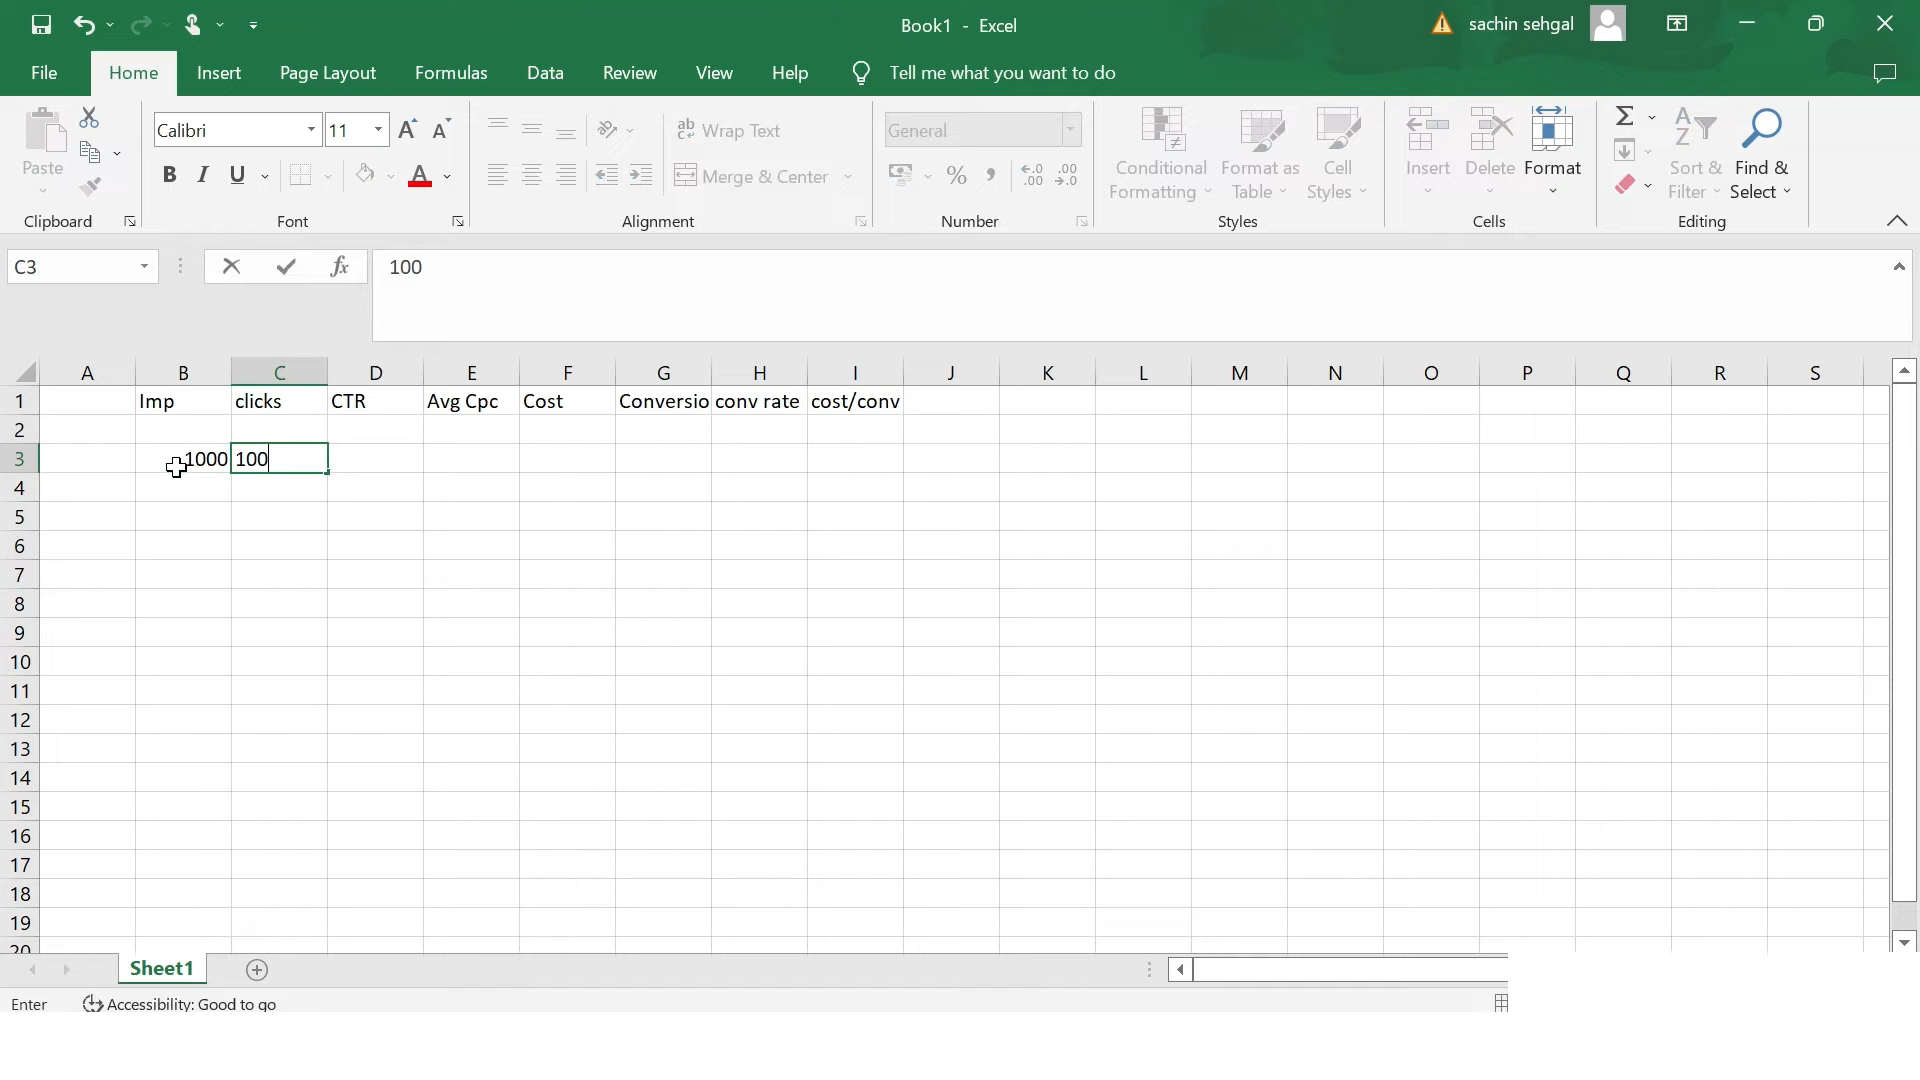 Book1 - Excel
sachin sehgal
File Home Insert Page Layout Formulas Data Review View Help Tell me what you want to do
Calibri 11 ab Wrap Text General
Paste B I U A Merge & Center % , Conditional Formatting Format as Table Cell Styles Insert Delete Format Σ Sort & Filter Find & Select
Clipboard Font Alignment Number Styles Cells Editing
C3 fx 100
A B C D E F G H I J K L M N O P Q R S
1 Imp clicks CTR Avg Cpc Cost Conversio conv rate cost/conv
2
3 1000 100
4
5
6
7
8
9
10
11
12
13
14
15
16
17
18
19
20
Sheet1
Enter Accessibility: Good to go